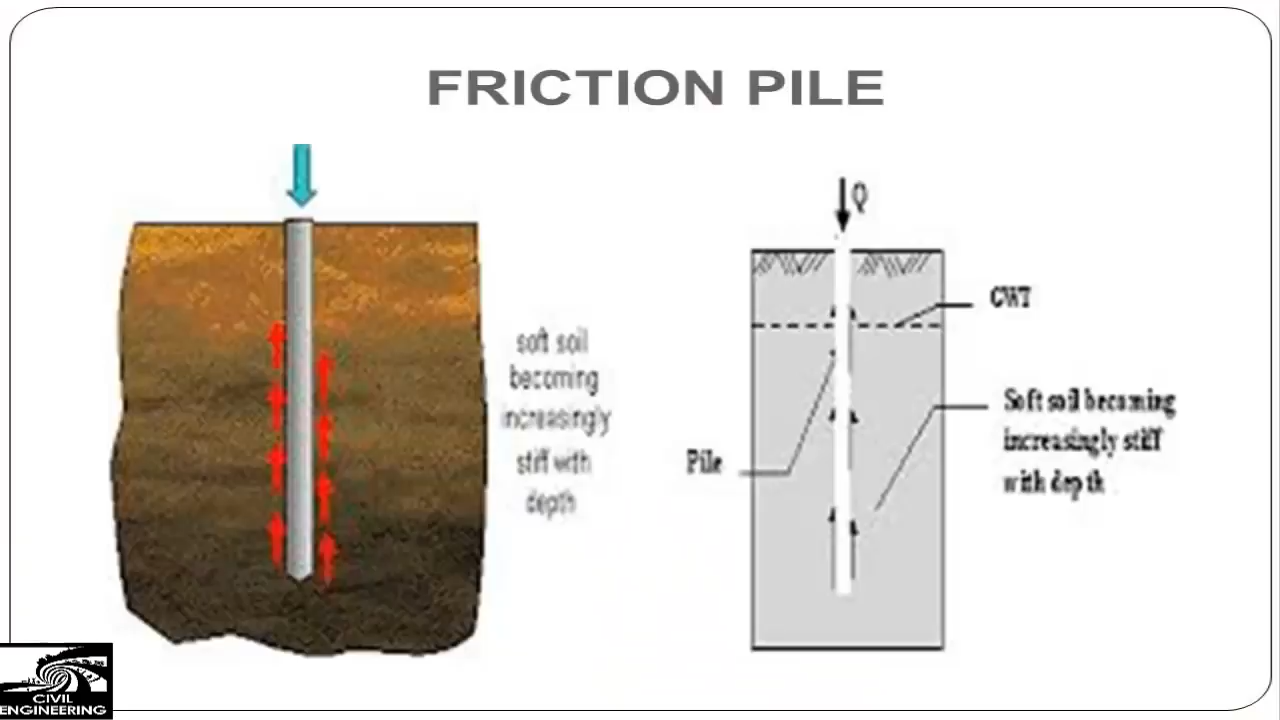 FRICTION PILE
soft soil
becoming
increasingly
stiff with
depth
Q
GWT
Soft soil becoming
increasingly stiff
with depth
Pile
CIVIL
ENGINEERING